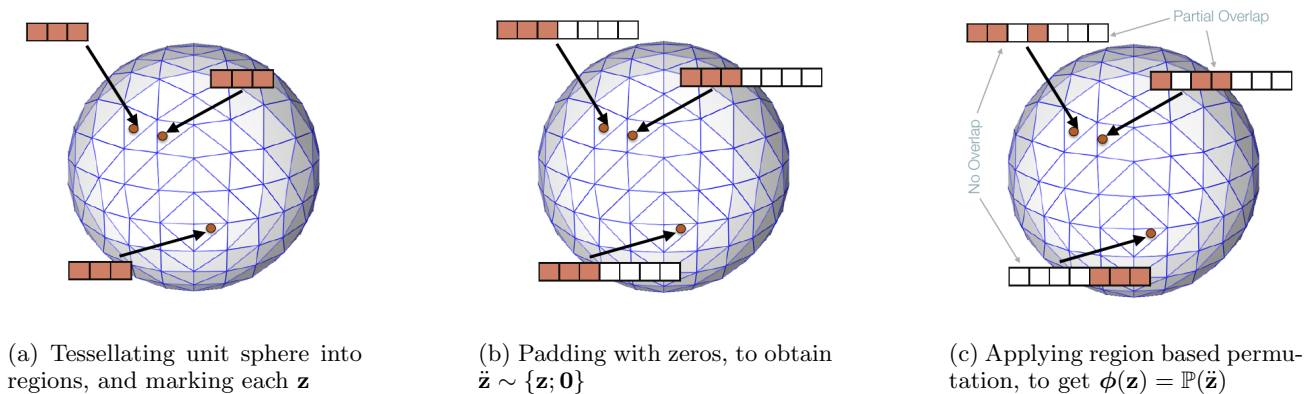 Partial Overlap
No Overlap
(a) Tessellating unit sphere into
regions, and marking each z
(b) Padding with zeros, to obtain
z̈ ∼ {z; 0}
(c) Applying region based permu-
tation, to get ϕ(z) = ℙ(z̈)